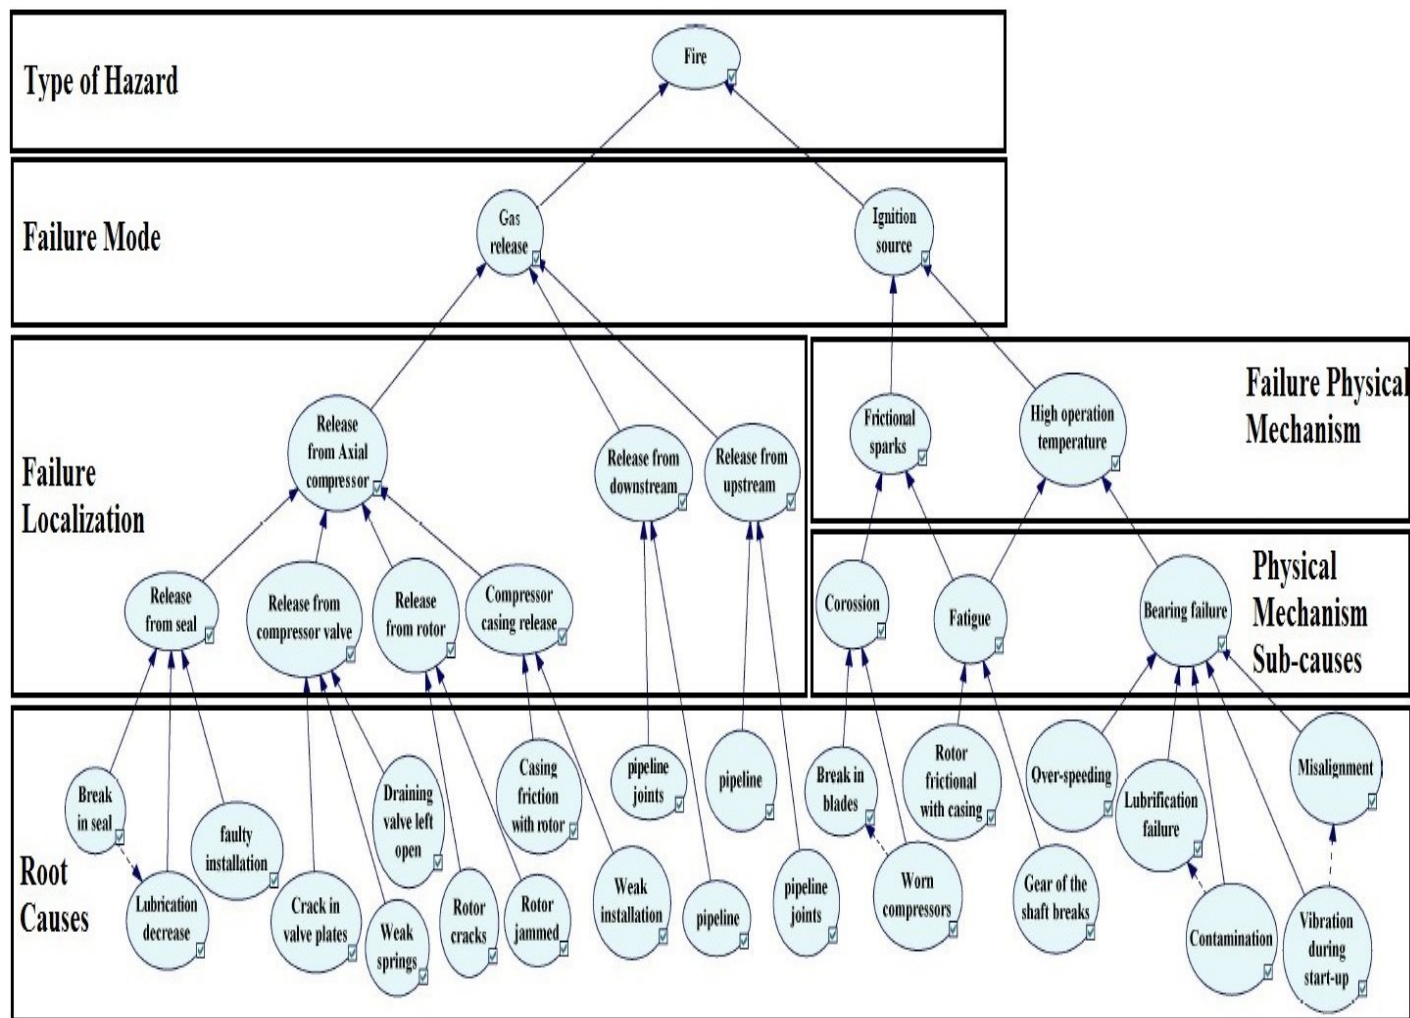 Type of Hazard
Fire
Failure Mode
Gas
release
Ignition
source
Failure
Localization
Release
from Axial
compressor
Release from
downstream
Release from
upstream
Release
from seal
Release from
compressor valve
Release
from rotor
Compressor
casing release
Failure Physical
Mechanism
Frictional
sparks
High operation
temperature
Physical
Mechanism
Sub-causes
Corossion
Fatigue
Bearing failure
Root
Causes
Break
in seal
Lubrication
decrease
faulty
installation
Crack in
valve plates
Weak
springs
Draining
valve left
open
Rotor
cracks
Rotor
jammed
Casing
friction
with rotor
Weak
installation
pipeline
joints
pipeline
pipeline
pipeline
joints
Break in
blades
Worn
compressors
Rotor
frictional
with casing
Gear of the
shaft breaks
Over-speeding
Lubrification
failure
Contamination
Vibration
during
start-up
Misalignment